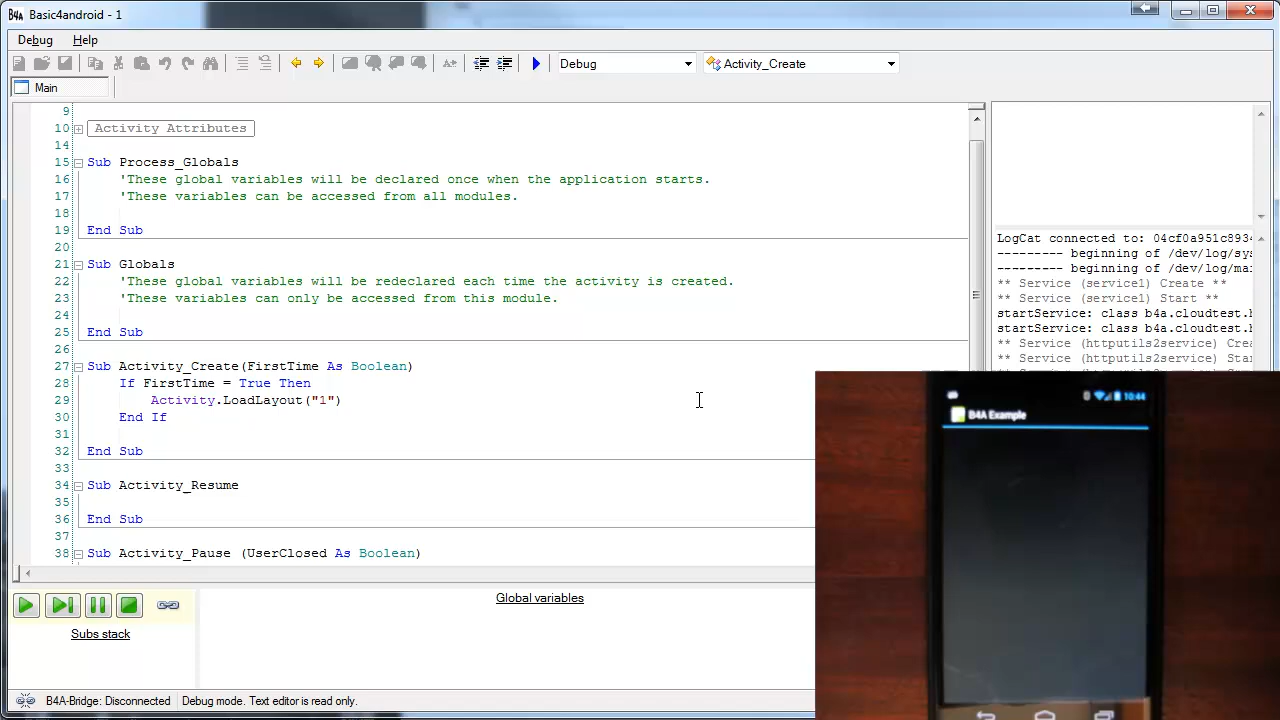 Basic4android - 1
Debug Help
Debug Activity_Create
Main
9
10 Activity Attributes
14
15 Sub Process_Globals
16 'These global variables will be declared once when the application starts.
17 'These variables can be accessed from all modules.
18
19 End Sub
20
21 Sub Globals
22 'These global variables will be redeclared each time the activity is created.
23 'These variables can only be accessed from this module.
24
25 End Sub
26
27 Sub Activity_Create(FirstTime As Boolean)
28 If FirstTime = True Then
29 Activity.LoadLayout("1")
30 End If
31
32 End Sub
33
34 Sub Activity_Resume
35
36 End Sub
37
38 Sub Activity_Pause (UserClosed As Boolean)
LogCat connected to: 04cf0a951c8934
--------- beginning of /dev/log/sys
--------- beginning of /dev/log/mai
** Service (service1) Create **
** Service (service1) Start **
startService: class b4a.cloudtest.h
startService: class b4a.cloudtest.h
** Service (httputils2service) Crea
** Service (httputils2service) Star
10:44
B4A Example
Global variables
Subs stack
B4A-Bridge: Disconnected Debug mode. Text editor is read only.